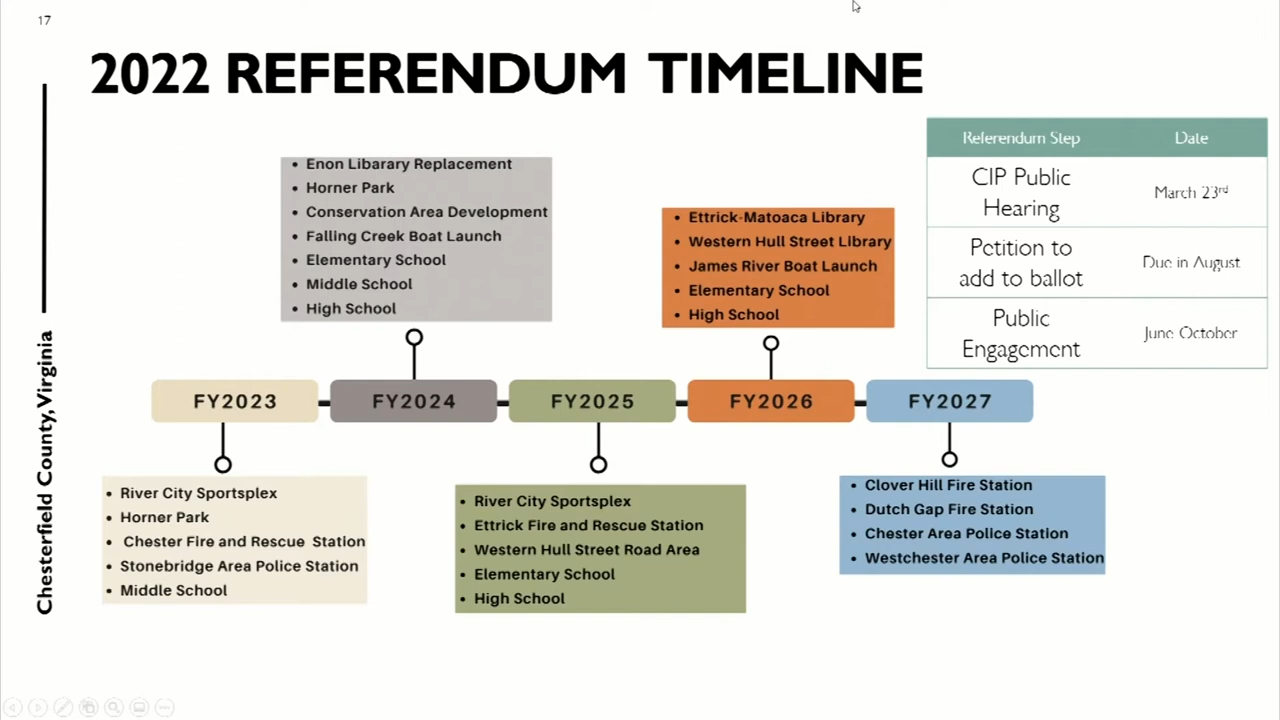 17
2022 REFERENDUM TIMELINE
Chesterfield County, Virginia
Referendum Step Date
CIP Public
Hearing
March 23rd
Petition to
add to ballot
Due in August
Public
Engagement
June-October
• Enon Libarary Replacement
• Horner Park
• Conservation Area Development
• Falling Creek Boat Launch
• Elementary School
• Middle School
• High School
• Ettrick-Matoaca Library
• Western Hull Street Library
• James River Boat Launch
• Elementary School
• High School
FY2023 FY2024 FY2025 FY2026 FY2027
• River City Sportsplex
• Horner Park
• Chester Fire and Rescue Station
• Stonebridge Area Police Station
• Middle School
• River City Sportsplex
• Ettrick Fire and Rescue Station
• Western Hull Street Road Area
• Elementary School
• High School
• Clover Hill Fire Station
• Dutch Gap Fire Station
• Chester Area Police Station
• Westchester Area Police Station